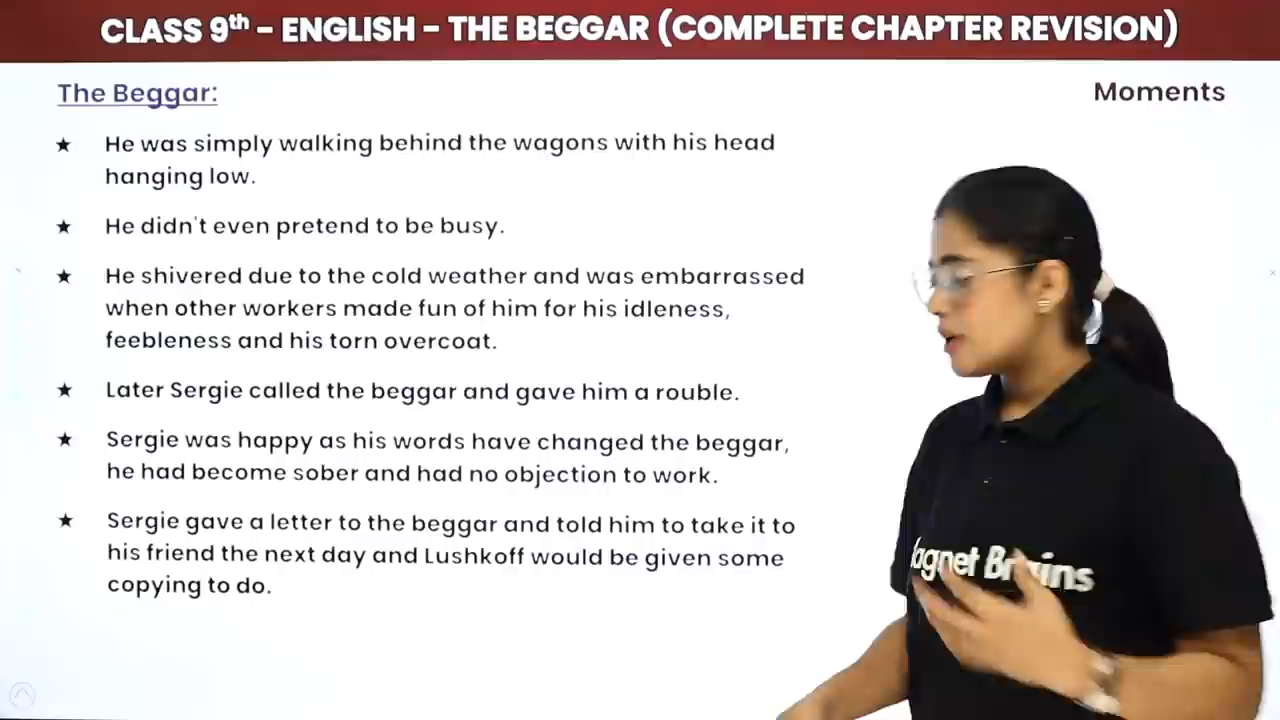 CLASS 9th - ENGLISH - THE BEGGAR (COMPLETE CHAPTER REVISION)
The Beggar:
Moments
★ He was simply walking behind the wagons with his head
hanging low.
★ He didn't even pretend to be busy.
★ He shivered due to the cold weather and was embarrassed
when other workers made fun of him for his idleness,
feebleness and his torn overcoat.
★ Later Sergie called the beggar and gave him a rouble.
★ Sergie was happy as his words have changed the beggar,
he had become sober and had no objection to work.
★ Sergie gave a letter to the beggar and told him to take it to
his friend the next day and Lushkoff would be given some
copying to do.